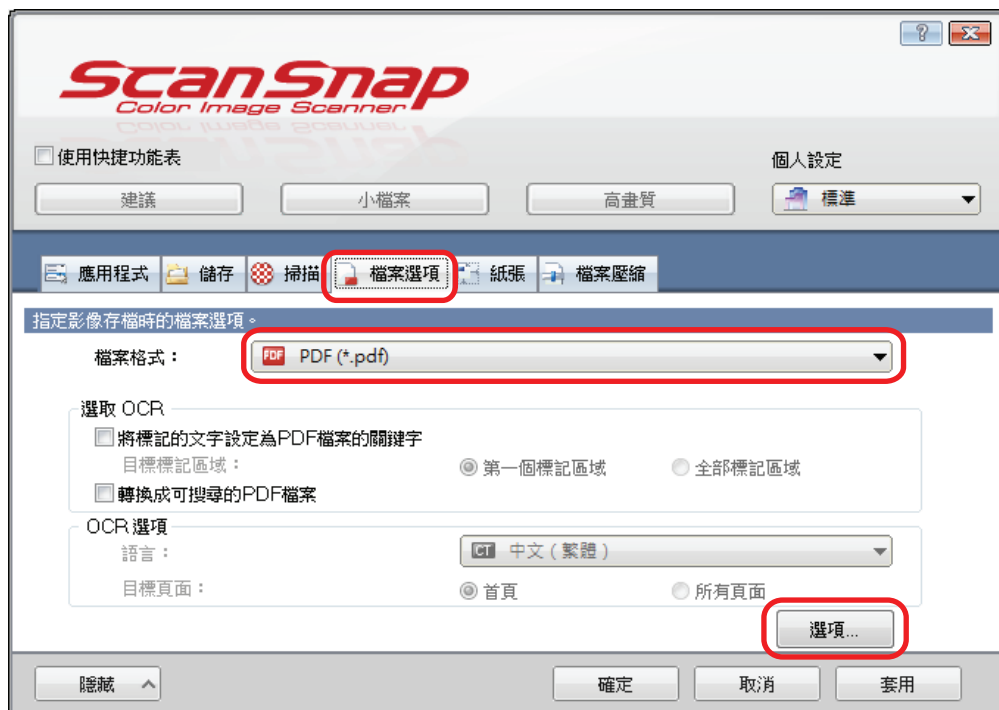 ScanSnap
Color Image Scanner
使用快捷功能表
個人設定
建議 小檔案 高畫質 標準
應用程式 儲存 掃描 檔案選項 紙張 檔案壓縮
指定影像存檔時的檔案選項。
檔案格式： PDF PDF (*.pdf)
選取 OCR
將標記的文字設定為PDF檔案的關鍵字
目標標記區域： 第一個標記區域 全部標記區域
轉換成可搜尋的PDF檔案
OCR 選項
語言： CT 中文 ( 繁體 )
目標頁面： 首頁 所有頁面
選項...
隱藏 確定 取消 套用